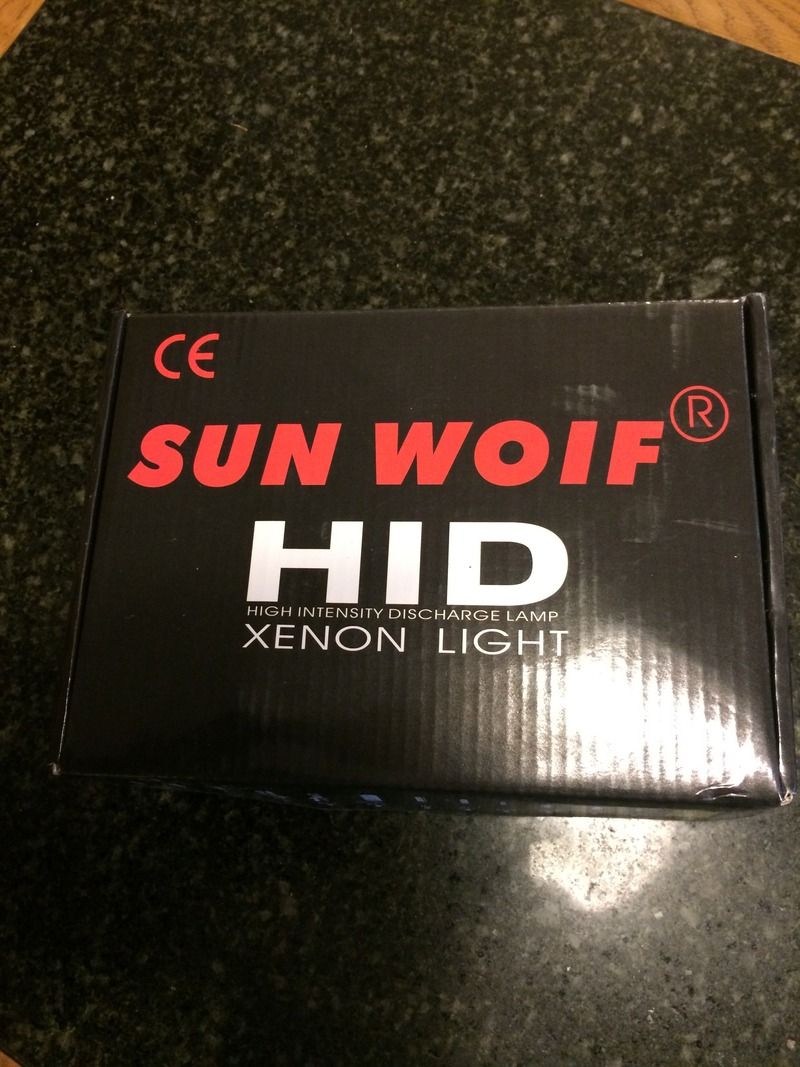 CE
SUN WOIF®
HID
HIGH INTENSITY DISCHARGE LAMP
XENON LIGHT